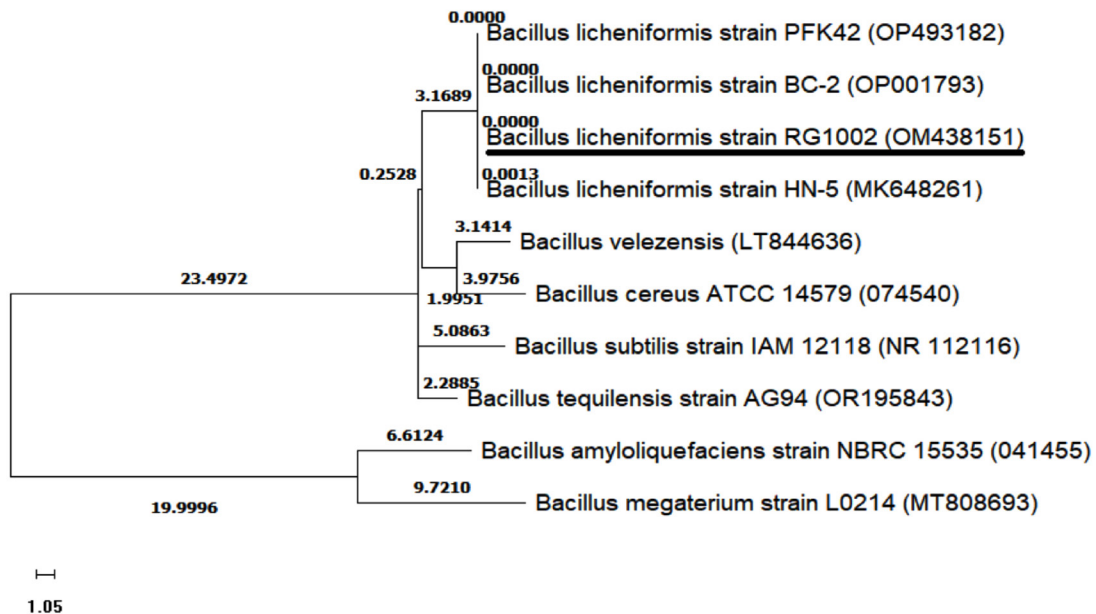 0.0000
Bacillus licheniformis strain PFK42 (OP493182)
0.0000
Bacillus licheniformis strain BC-2 (OP001793)
3.1689
0.0000
Bacillus licheniformis strain RG1002 (OM438151)
0.2528
0.0013
Bacillus licheniformis strain HN-5 (MK648261)
3.1414
Bacillus velezensis (LT844636)
23.4972
3.9756
Bacillus cereus ATCC 14579 (074540)
1.9951
5.0863
Bacillus subtilis strain IAM 12118 (NR 112116)
2.2885
Bacillus tequilensis strain AG94 (OR195843)
6.6124
Bacillus amyloliquefaciens strain NBRC 15535 (041455)
9.7210
Bacillus megaterium strain L0214 (MT808693)
19.9996
1.05